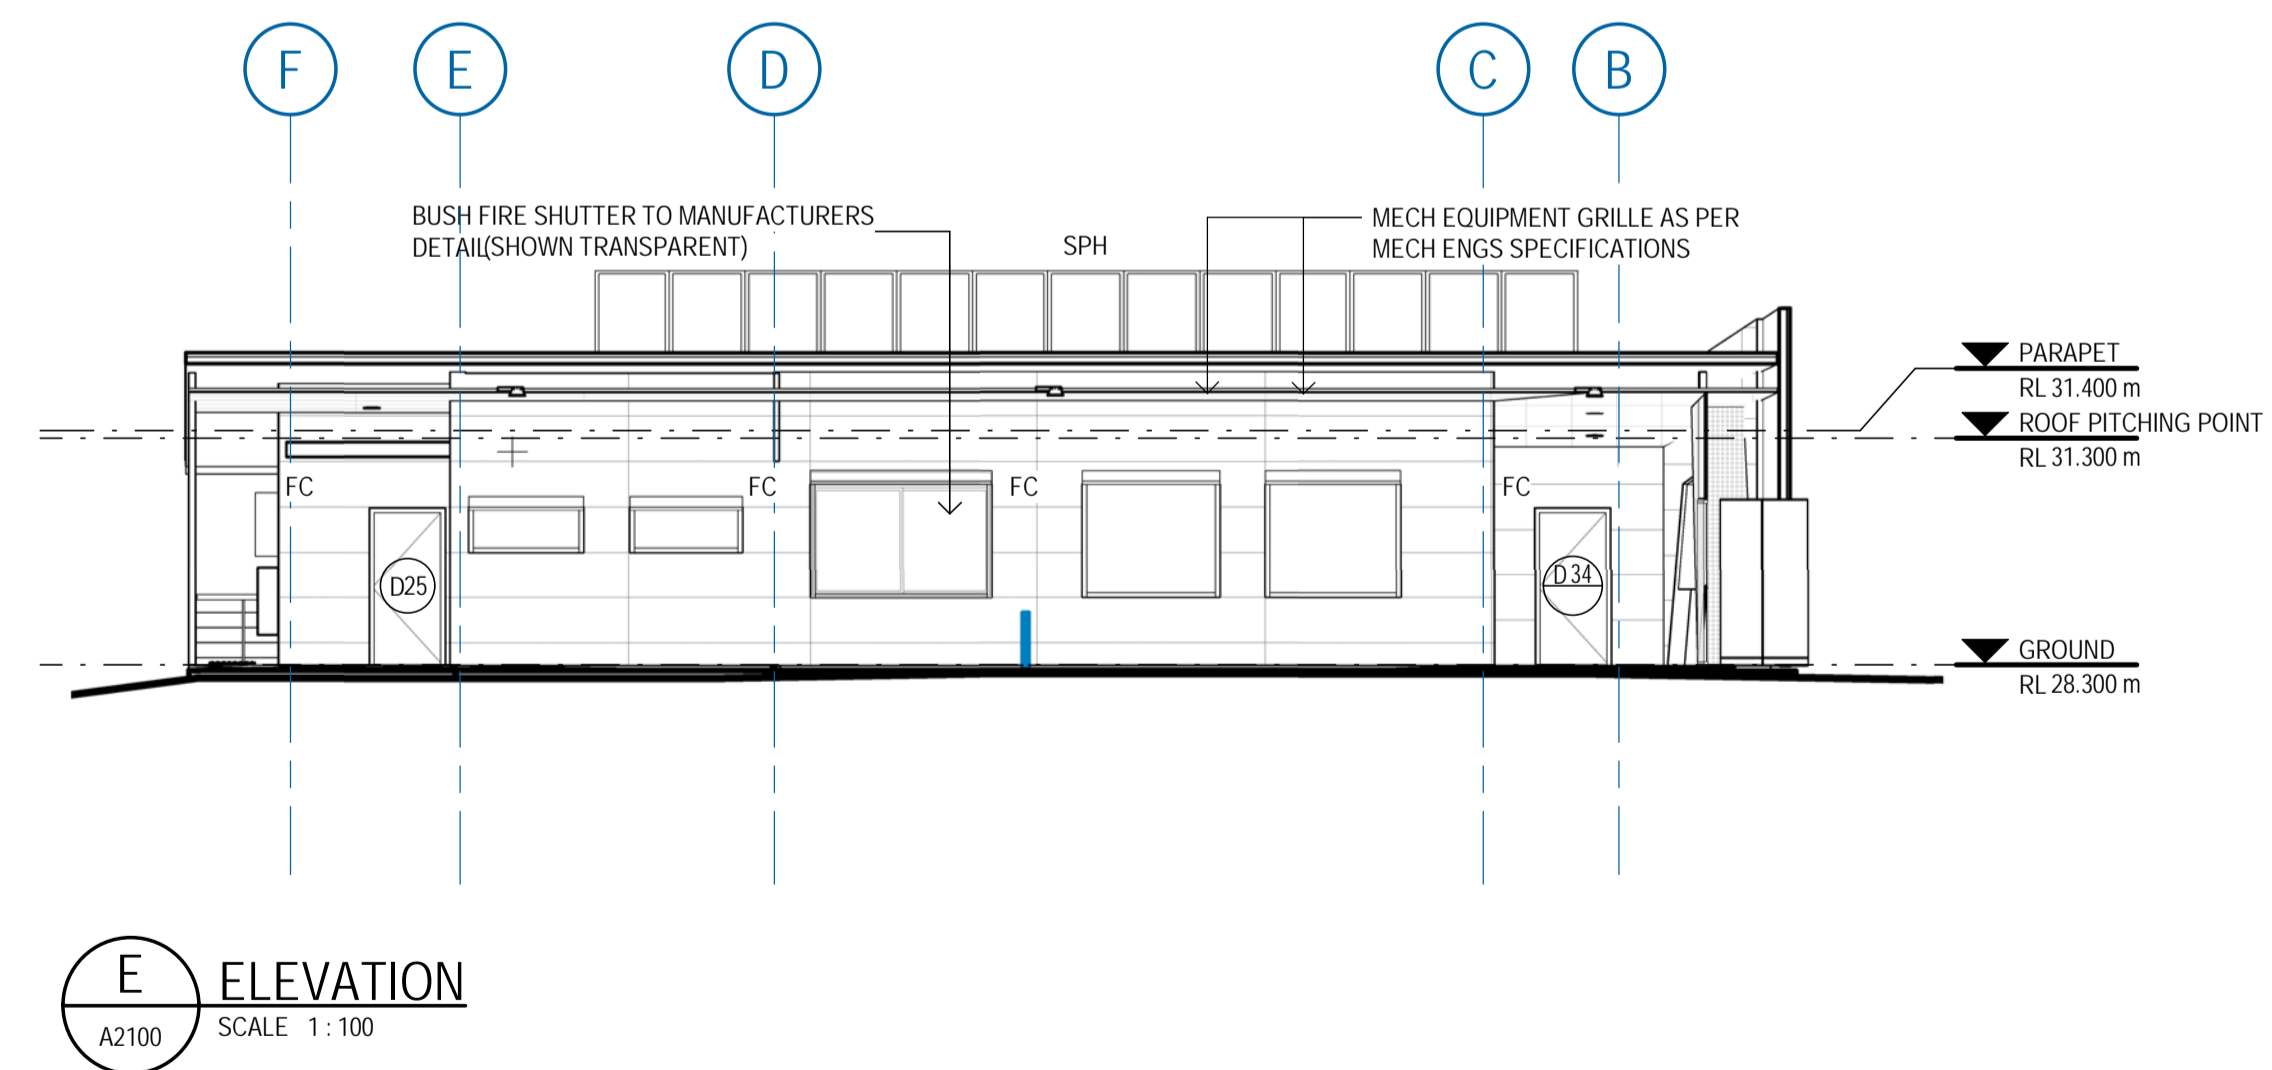 F E D C B
BUSH FIRE SHUTTER TO MANUFACTURERS
DETAIL(SHOWN TRANSPARENT)
SPH
MECH EQUIPMENT GRILLE AS PER
MECH ENGS SPECIFICATIONS
PARAPET
RL 31.400 m
ROOF PITCHING POINT
RL 31.300 m
FC FC FC FC
D25
D34
GROUND
RL 28.300 m
E
A2100
ELEVATION
SCALE 1 : 100